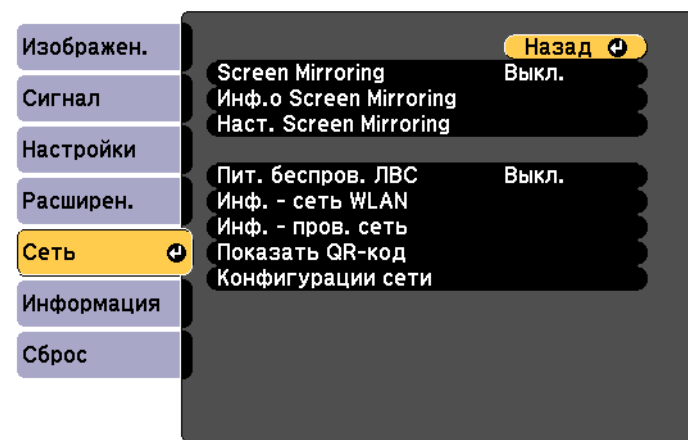 Изображен.
Сигнал
Настройки
Расширен.
Сеть
Информация
Сброс
Назад
Screen Mirroring Выкл.
Инф.о Screen Mirroring
Наст. Screen Mirroring
Пит. беспров. ЛВС Выкл.
Инф. - сеть WLAN
Инф. - пров. сеть
Показать QR-код
Конфигурации сети